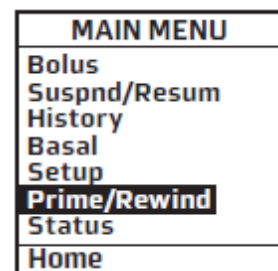 MAIN MENU
Bolus
Suspnd/Resum
History
Basal
Setup
Prime/Rewind
Status
Home